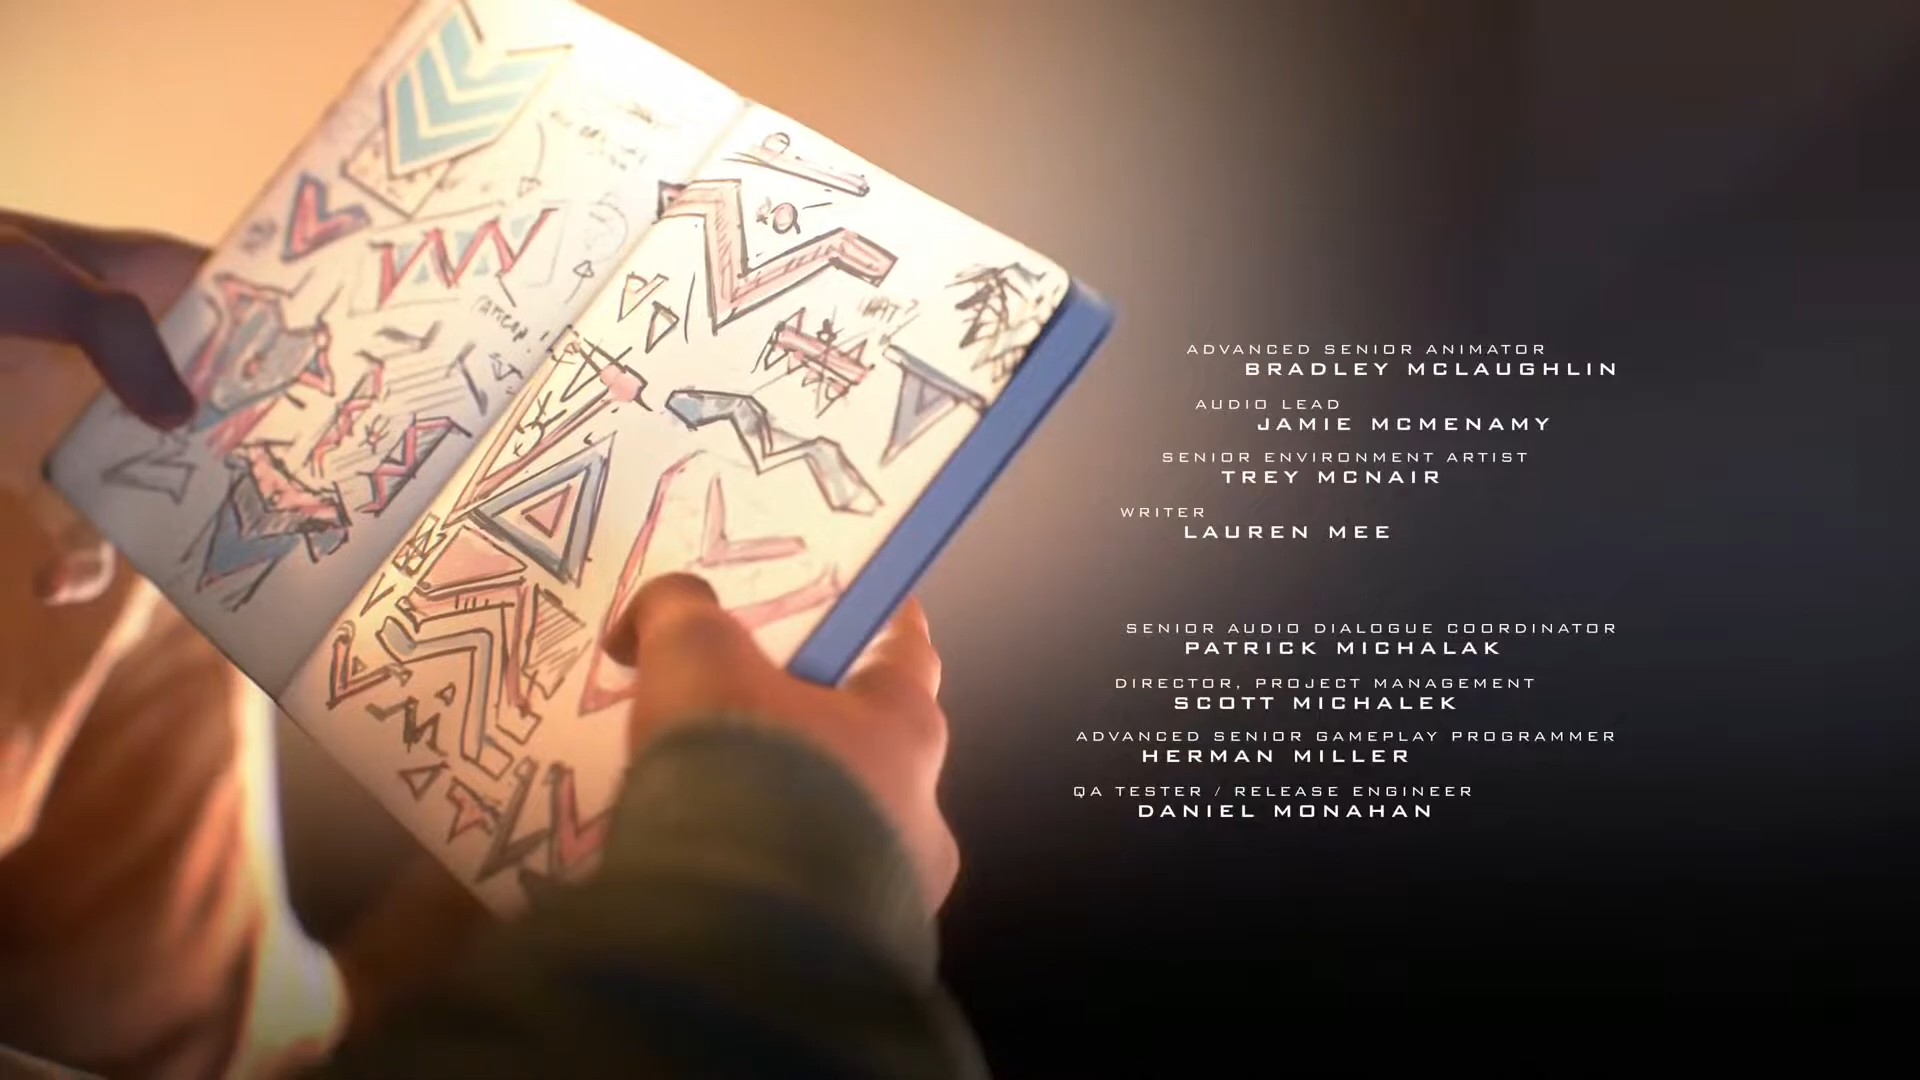 WHAT?
ADVANCED SENIOR ANIMATOR
BRADLEY MCLAUGHLIN
AUDIO LEAD
JAMIE MCMENAMY
SENIOR ENVIRONMENT ARTIST
TREY MCNAIR
WRITER
LAUREN MEE
SENIOR AUDIO DIALOGUE COORDINATOR
PATRICK MICHALAK
DIRECTOR, PROJECT MANAGEMENT
SCOTT MICHALEK
ADVANCED SENIOR GAMEPLAY PROGRAMMER
HERMAN MILLER
QA TESTER / RELEASE ENGINEER
DANIEL MONAHAN